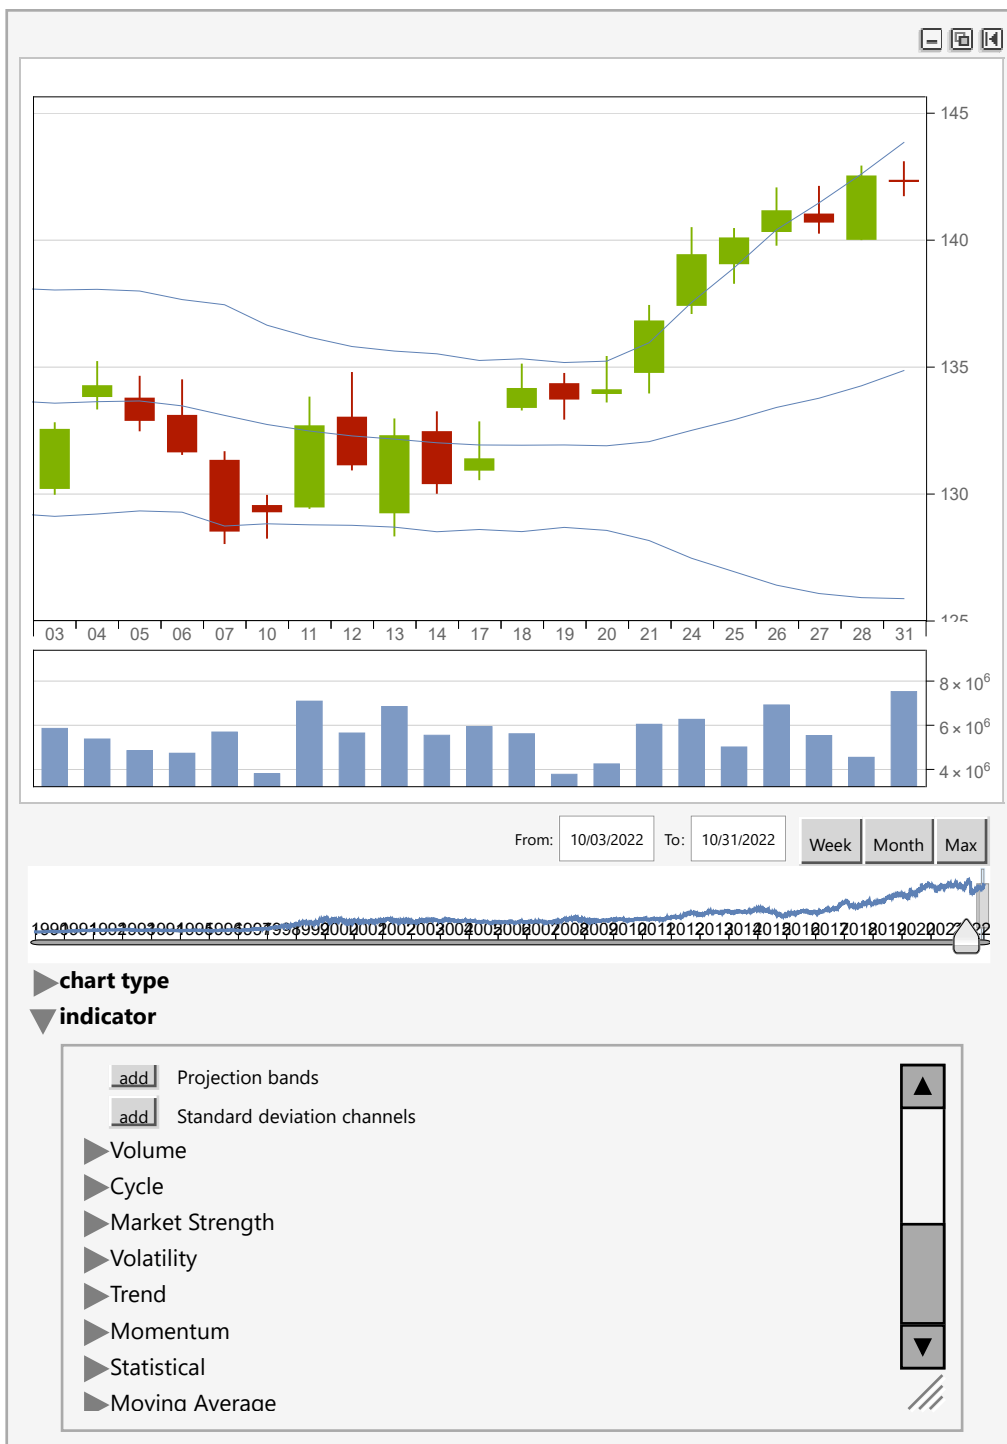 145
140
135
130
125
03 04 05 06 07 10 11 12 13 14 17 18 19 20 21 24 25 26 27 28 31
8 × 10⁶
6 × 10⁶
4 × 10⁶
From: 10/03/2022 To: 10/31/2022 Week Month Max
chart type
indicator
add Projection bands
add Standard deviation channels
Volume
Cycle
Market Strength
Volatility
Trend
Momentum
Statistical
Moving Average